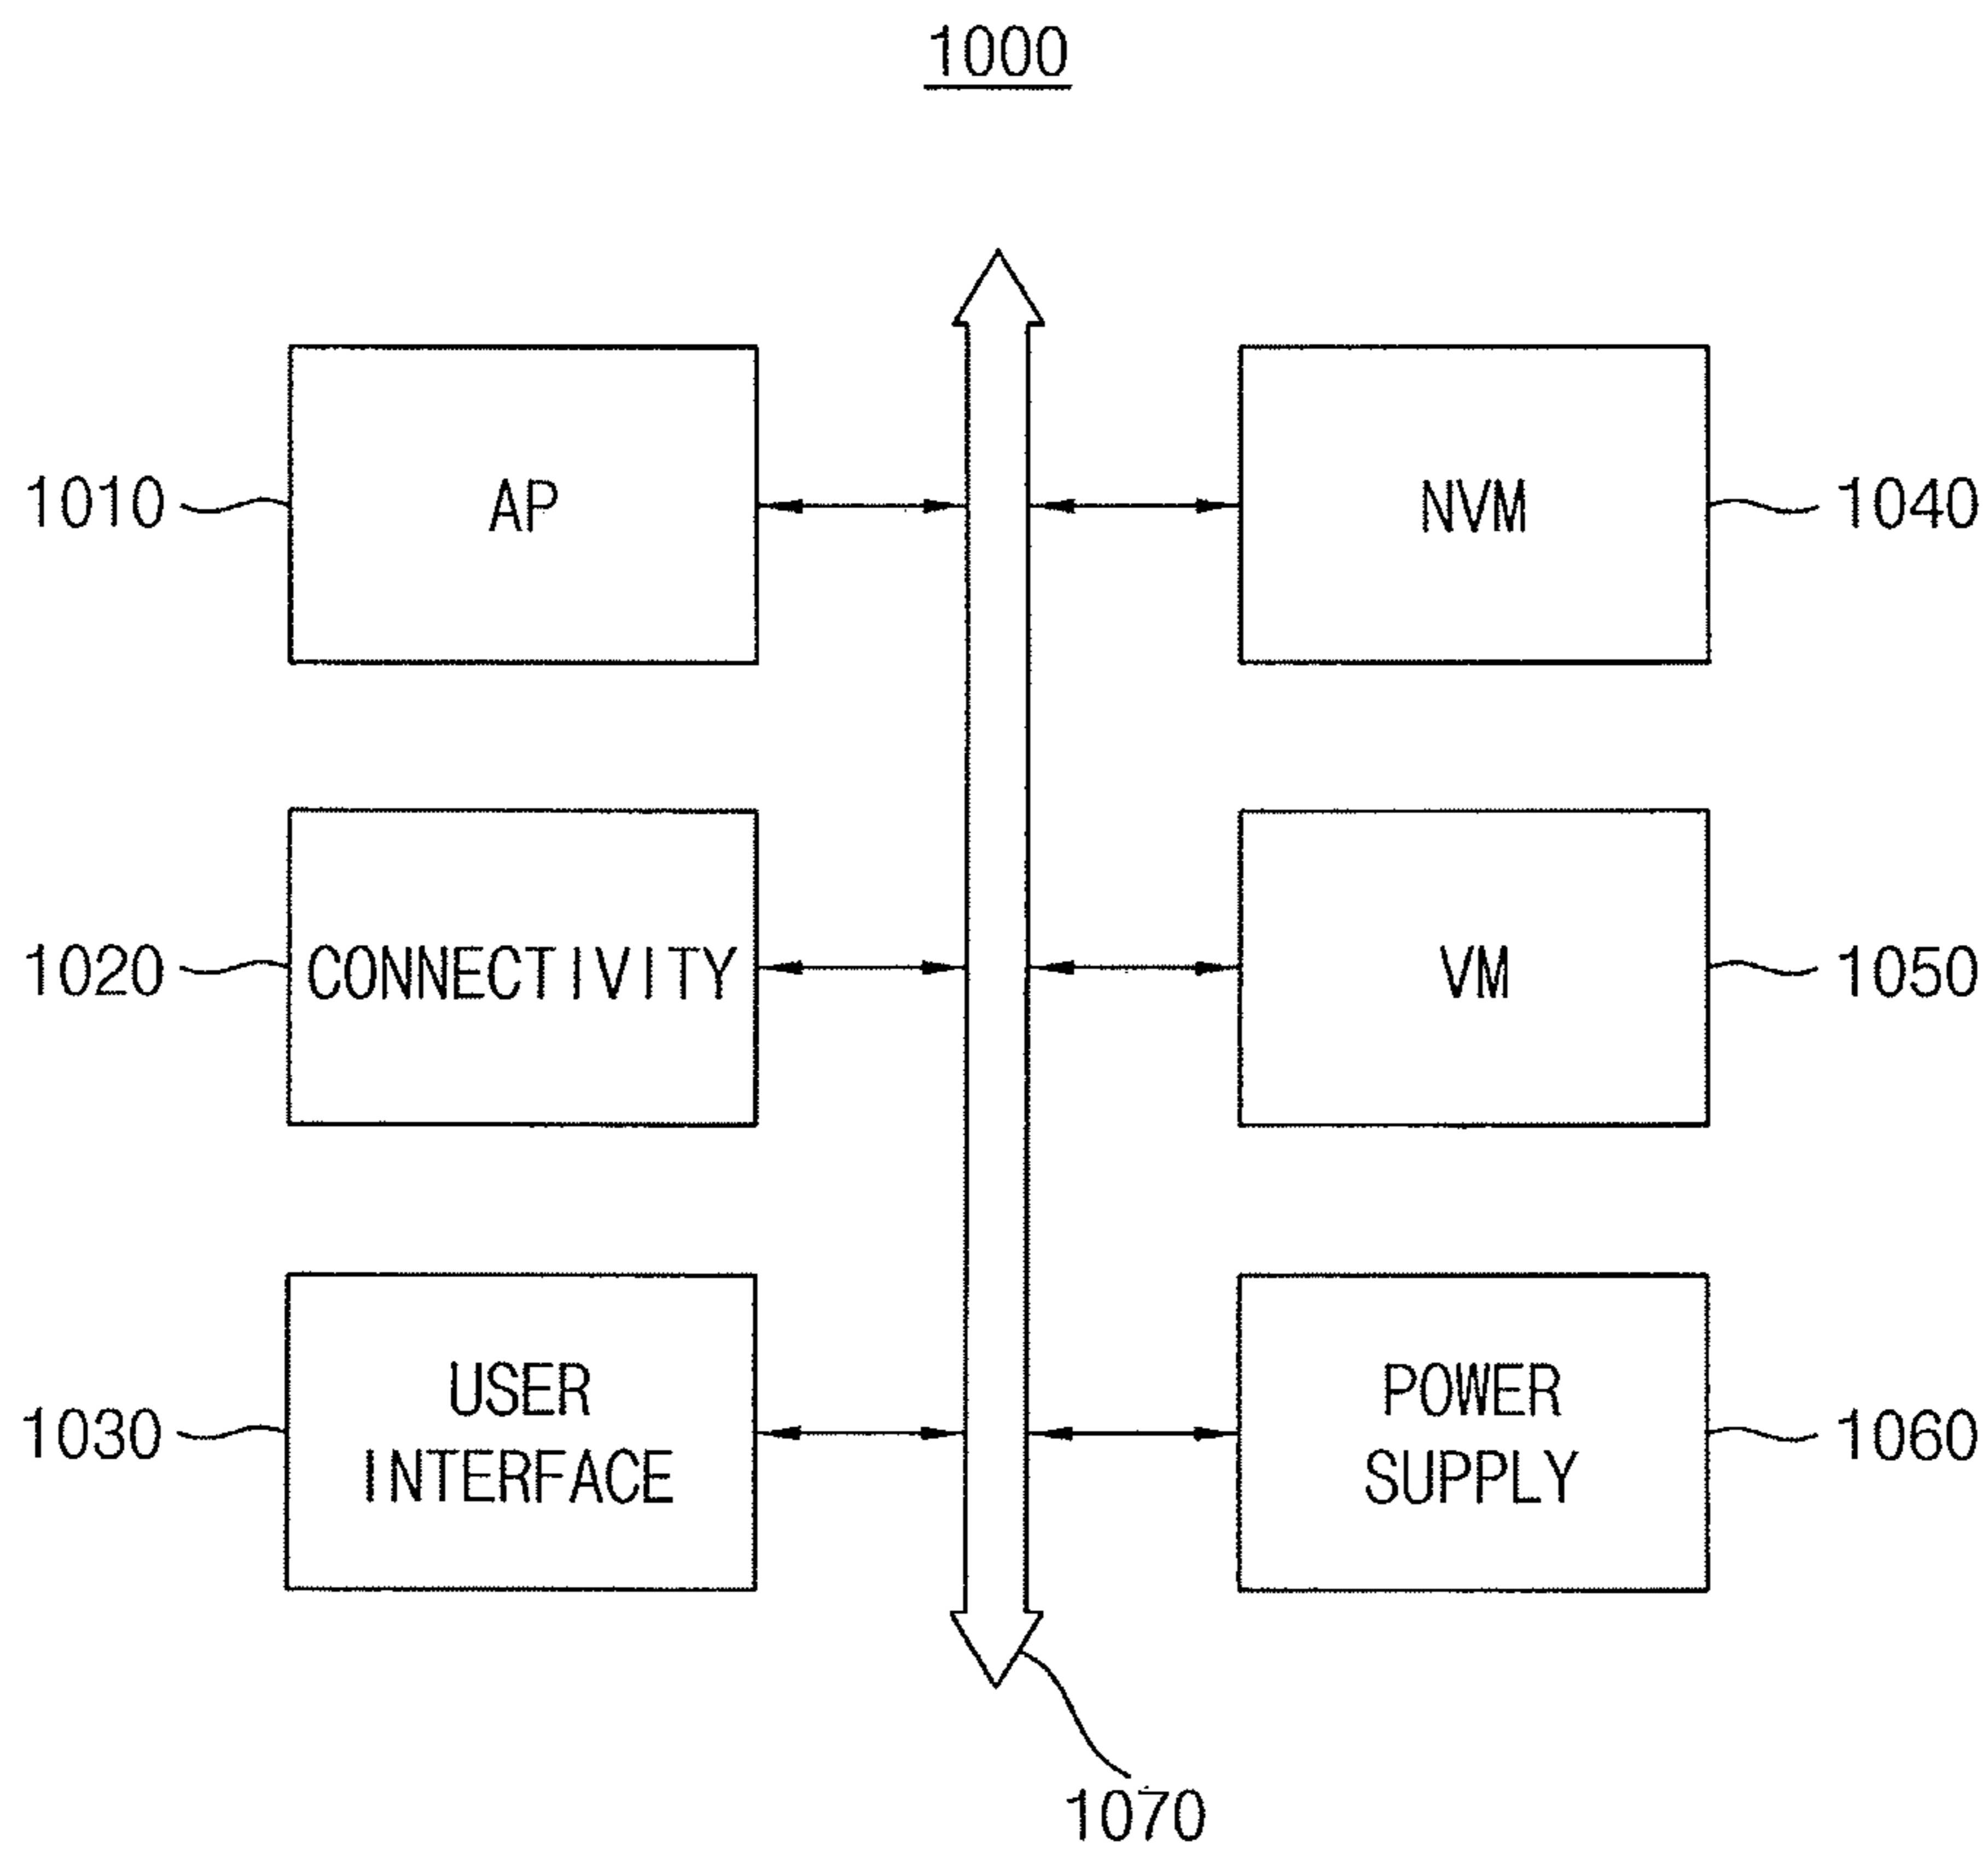 1000
1010
AP
NVM
1040
1020
CONNECTIVITY
VM
1050
1030
USER
INTERFACE
POWER
SUPPLY
1060
1070